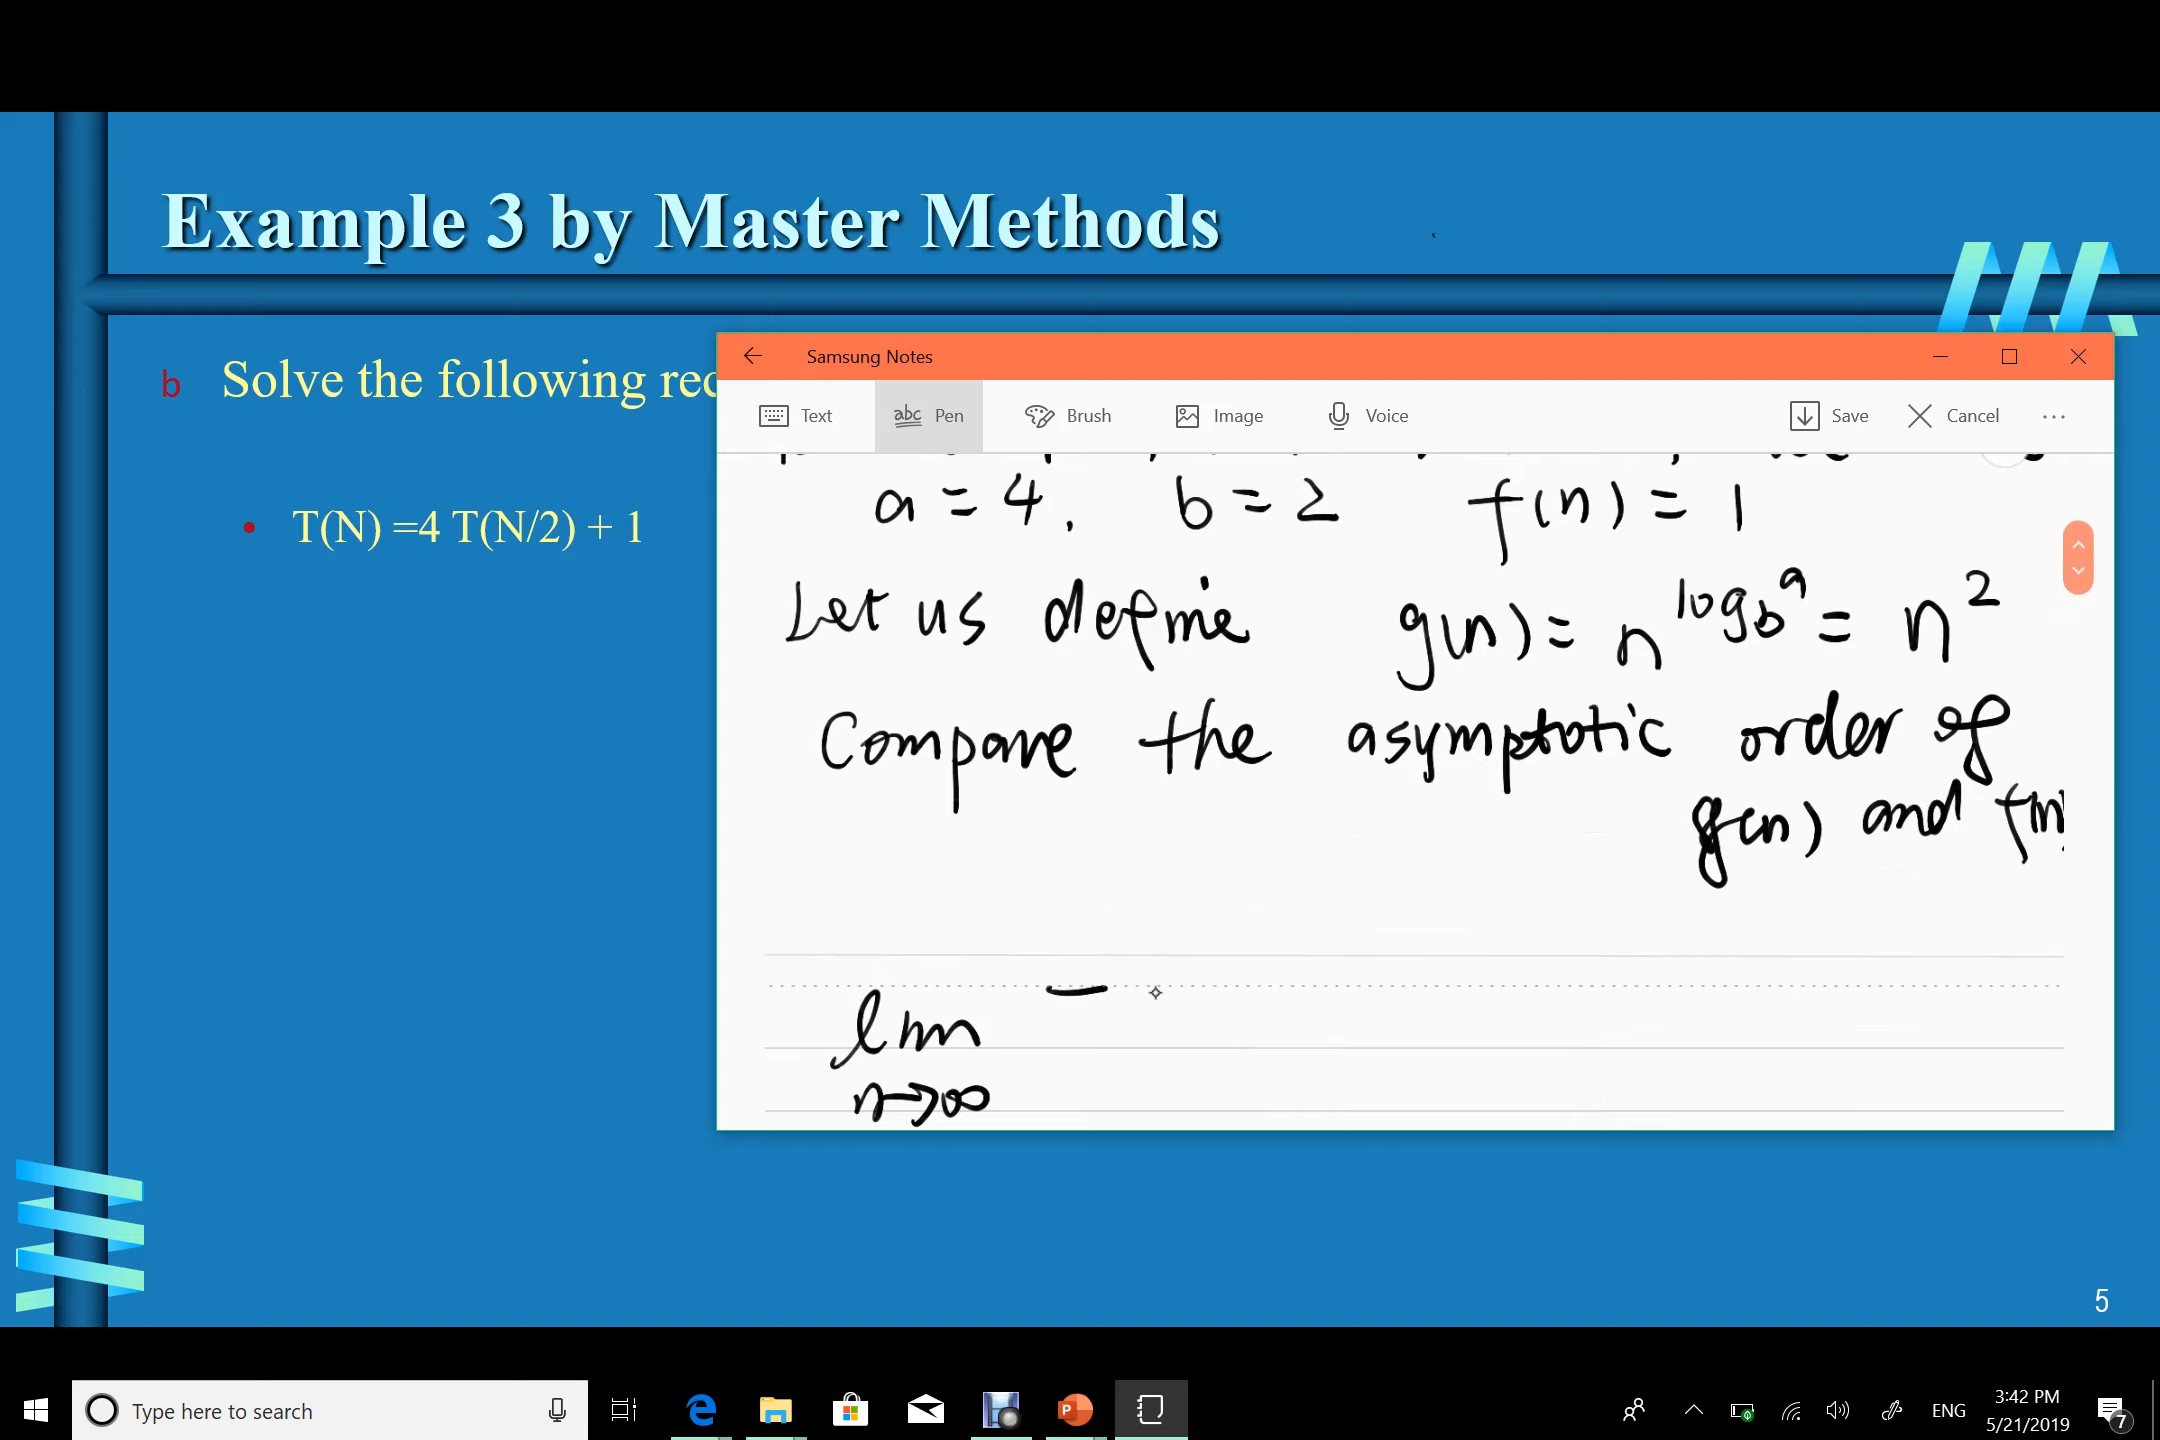 Example 3 by Master Methods
b Solve the following rec
• T(N) =4 T(N/2) + 1
Samsung Notes
Text Pen Brush Image Voice Save Cancel ...
a = 4. b = 2 f(n) = 1
Let us define g(n) = n^log_b a = n^2
Compare the asymptotic order of
g(n) and f(n)
lim
n→∞
5
Type here to search
ENG
3:42 PM
5/21/2019
7